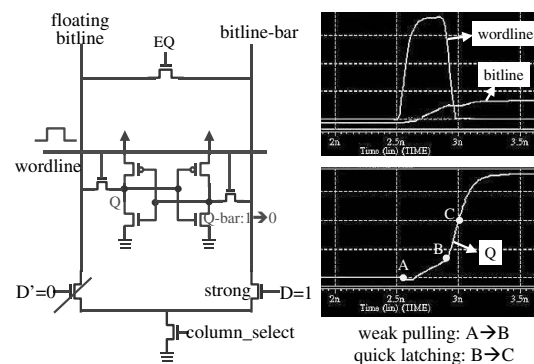 floating
bitline
bitline-bar
EQ
wordline
Q
Q-bar:1→0
D'=0
strong
D=1
column_select
wordline
bitline
2n
2.5n
3n
3.5n
Time (lin) (TIME)
C
B
A
Q
2n
2.5n
3n
3.5n
Time (lin) (TIME)
weak pulling: A→B
quick latching: B→C